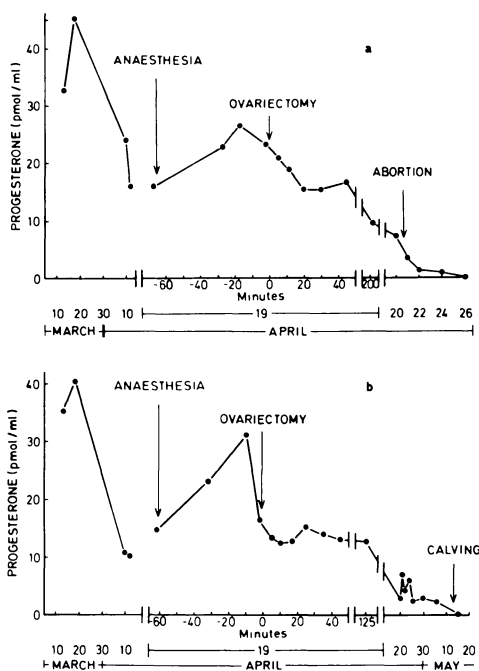 a
ANAESTHESIA
OVARIECTOMY
ABORTION
PROGESTERONE (pmol/ml)
40
30
20
10
0
-60 -40 -20 0 20 40 200
10 20 30 10 Minutes 20 22 24 26
MARCH APRIL 19
b
ANAESTHESIA
OVARIECTOMY
CALVING
PROGESTERONE (pmol/ml)
40
30
20
10
0
-60 -40 -20 0 20 40 125
10 20 30 10 Minutes 20 30 10 20
MARCH APRIL 19 MAY